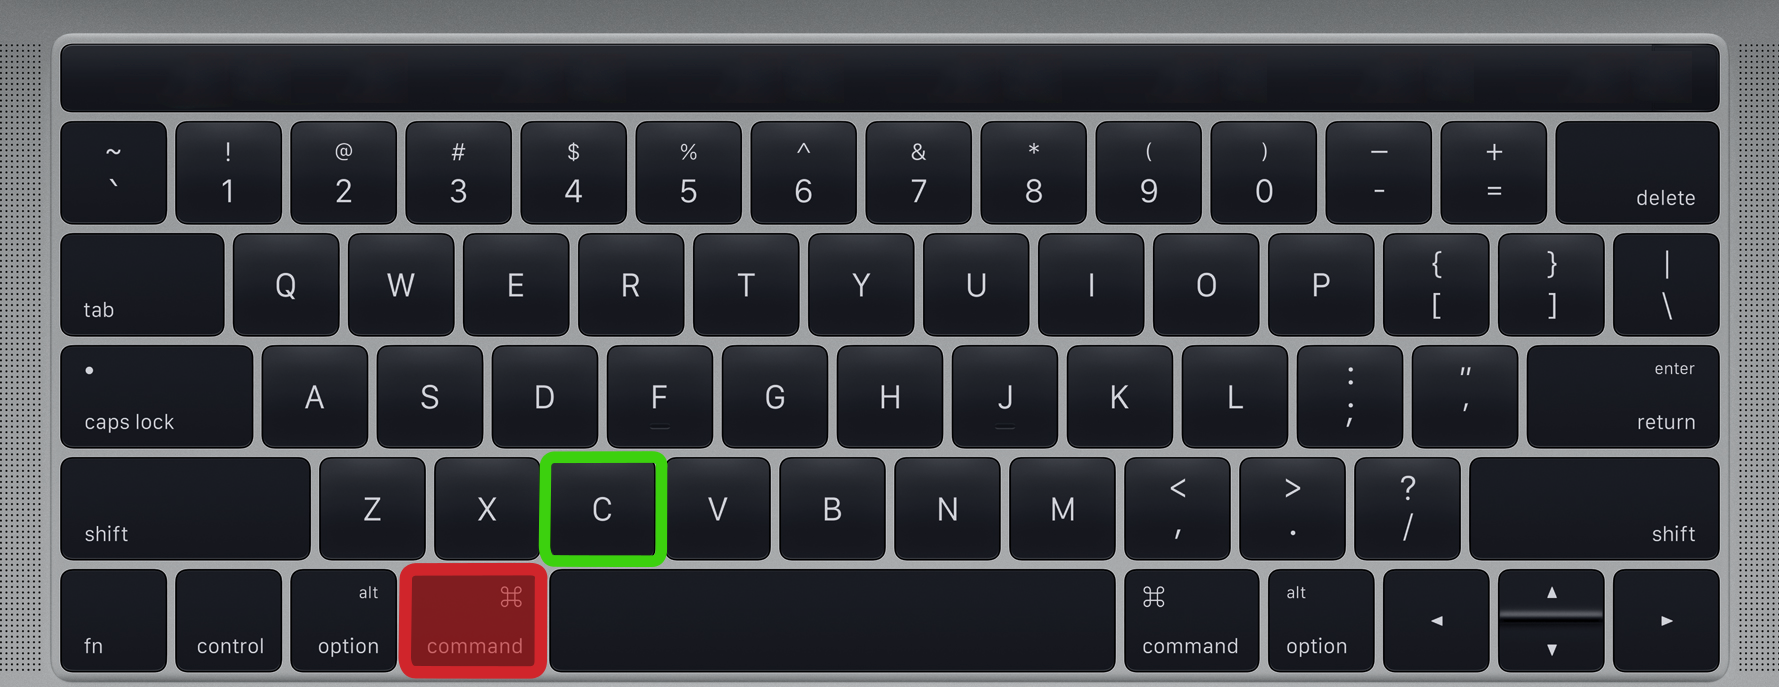 ~ ! @ # $ % ^ & * ( ) — +
` 1 2 3 4 5 6 7 8 9 0 - = delete
Q W E R T Y U I O P { } |
tab [ ] \
• A S D F G H J K L : " enter
caps lock ; ' return
Z X C V B N M < > ?
shift , . / shift
alt ⌘ ⌘ alt ▲
fn control option command command option ◀ ▼ ▶